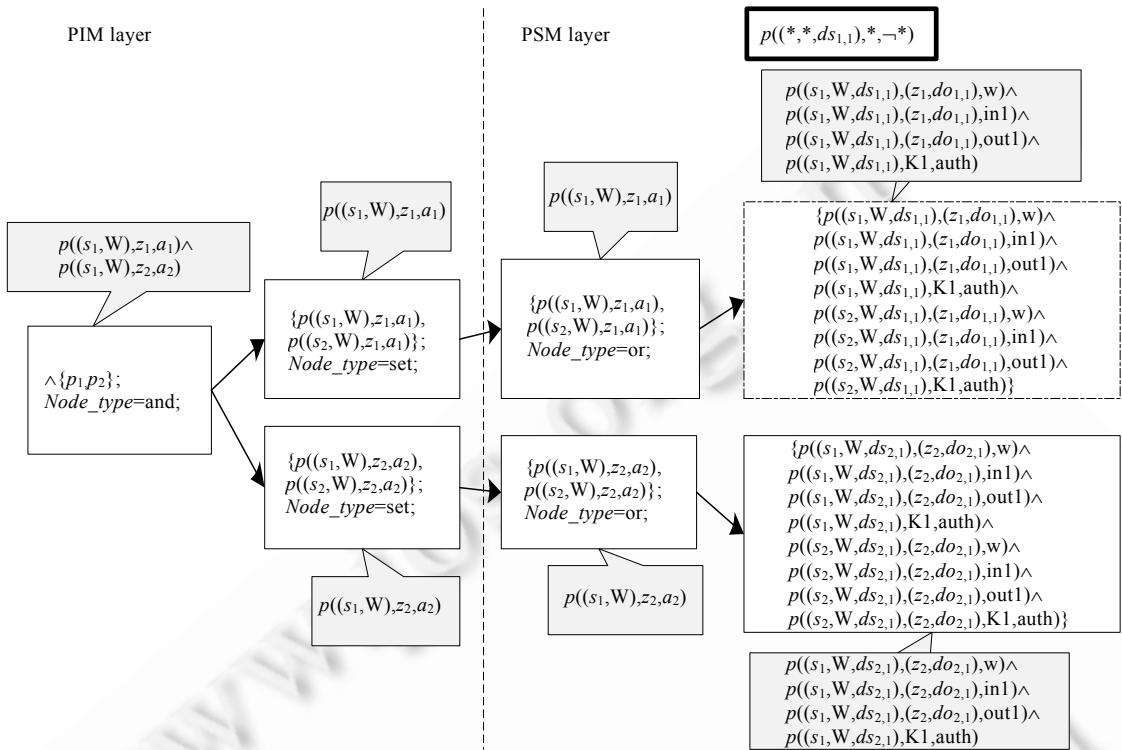 PIM layer
PSM layer
p((*,*,ds1,1),*,¬*)
p((s1,W,ds1,1),(z1,do1,1),w)∧
p((s1,W,ds1,1),(z1,do1,1),in1)∧
p((s1,W,ds1,1),(z1,do1,1),out1)∧
p((s1,W,ds1,1),K1,auth)
p((s1,W),z1,a1)
p((s1,W),z1,a1)
p((s1,W),z1,a1)∧
p((s1,W),z2,a2)
{p((s1,W,ds1,1),(z1,do1,1),w)∧
p((s1,W,ds1,1),(z1,do1,1),in1)∧
p((s1,W,ds1,1),(z1,do1,1),out1)∧
p((s1,W,ds1,1),K1,auth)∧
p((s2,W,ds1,1),(z1,do1,1),w)∧
p((s2,W,ds1,1),(z1,do1,1),in1)∧
p((s2,W,ds1,1),(z1,do1,1),out1)∧
p((s2,W,ds1,1),K1,auth)}
{p((s1,W),z1,a1),
p((s2,W),z1,a1)};
Node_type=set;
{p((s1,W),z1,a1),
p((s2,W),z1,a1)};
Node_type=or;
∧{p1,p2};
Node_type=and;
{p((s1,W),z2,a2),
p((s2,W),z2,a2)};
Node_type=set;
{p((s1,W),z2,a2),
p((s2,W),z2,a2)};
Node_type=or;
{p((s1,W,ds2,1),(z2,do2,1),w)∧
p((s1,W,ds2,1),(z2,do2,1),in1)∧
p((s1,W,ds2,1),(z2,do2,1),out1)∧
p((s1,W,ds2,1),K1,auth)∧
p((s2,W,ds2,1),(z2,do2,1),w)∧
p((s2,W,ds2,1),(z2,do2,1),in1)∧
p((s2,W,ds2,1),(z2,do2,1),out1)∧
p((s2,W,ds2,1),(z2,do2,1),K1,auth)}
p((s1,W),z2,a2)
p((s1,W),z2,a2)
p((s1,W,ds2,1),(z2,do2,1),w)∧
p((s1,W,ds2,1),(z2,do2,1),in1)∧
p((s1,W,ds2,1),(z2,do2,1),out1)∧
p((s1,W,ds2,1),K1,auth)